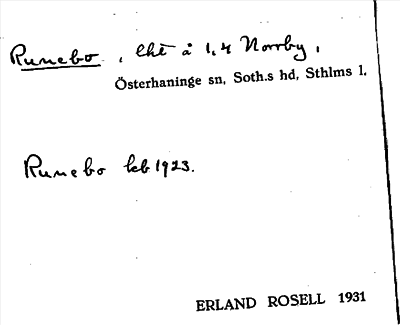 Runebo, lht å 1,4 Norrby,
Österhaninge sn, Soth.s hd, Sthlms l.
Runebo leb 1923.
ERLAND ROSELL 1931